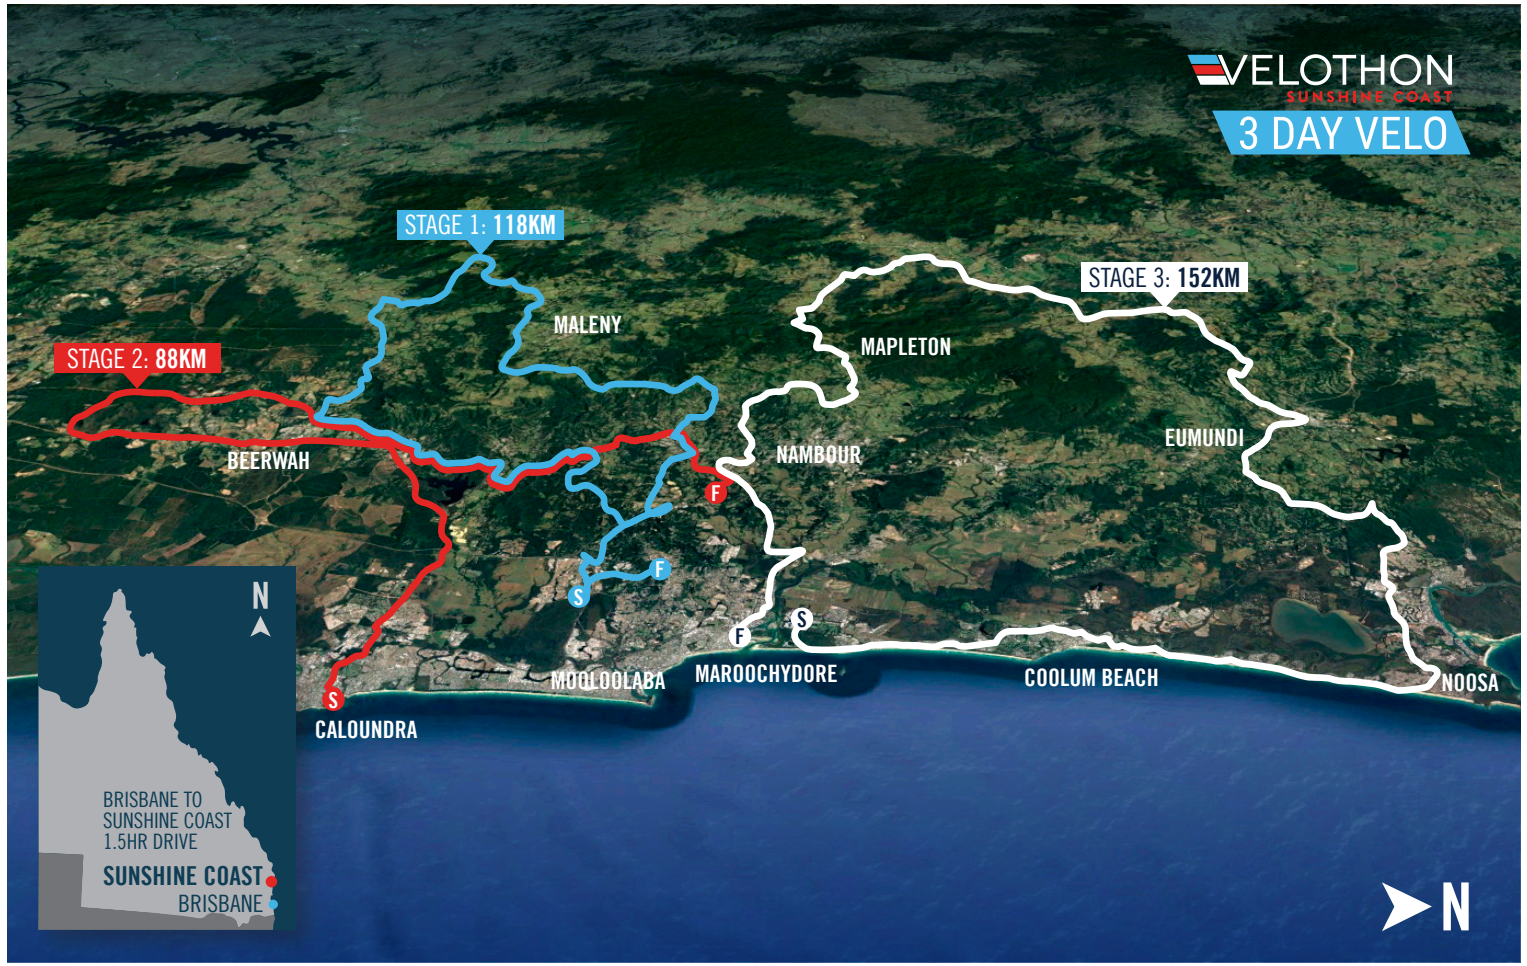 VELOTHON
SUNSHINE COAST
3 DAY VELO
STAGE 1: 118KM
STAGE 3: 152KM
MALENY
MAPLETON
STAGE 2: 88KM
EUMUNDI
NAMBOUR
BEERWAH
F
F
S
S
F
MAROOCHYDORE
COOLUM BEACH
MOOLOOLABA
NOOSA
S
CALOUNDRA
N
BRISBANE TO
SUNSHINE COAST
1.5HR DRIVE
SUNSHINE COAST
BRISBANE
N